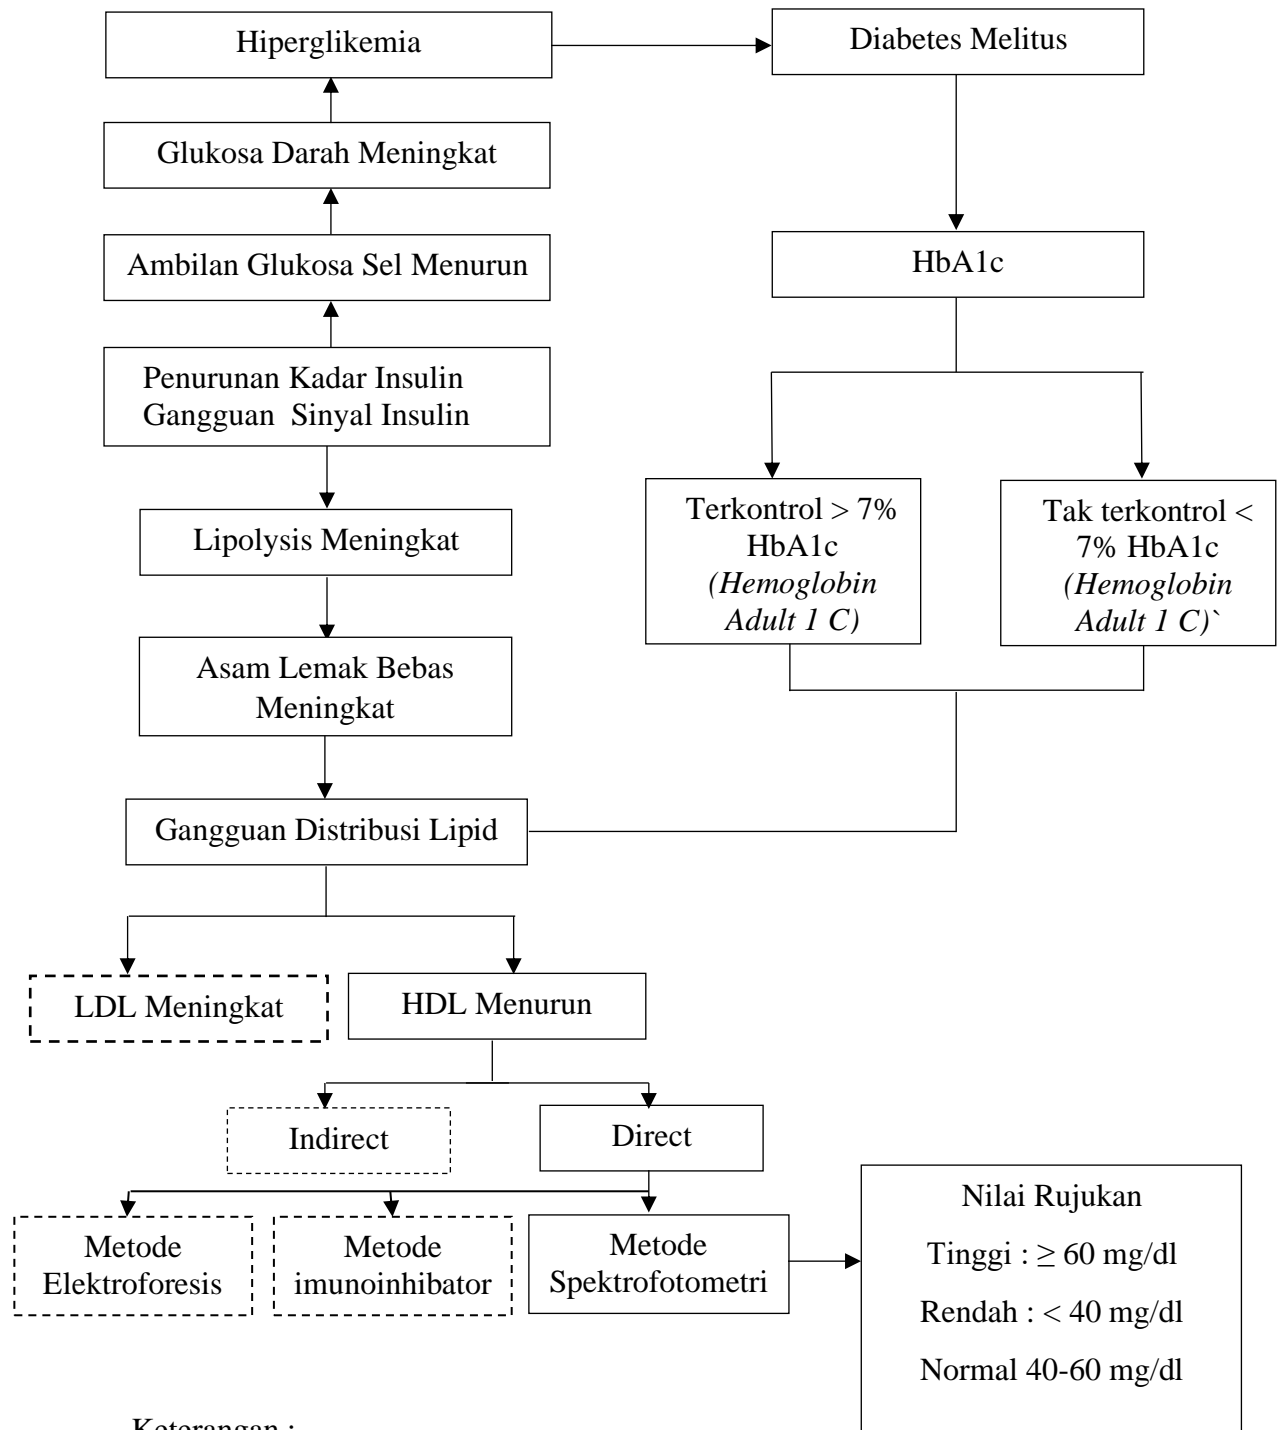 Hiperglikemia
Diabetes Melitus
Glukosa Darah Meningkat
Ambilan Glukosa Sel Menurun
HbA1c
Penurunan Kadar Insulin
Gangguan  Sinyal Insulin
Terkontrol > 7%
HbA1c
(Hemoglobin
Adult 1 C)
Tak terkontrol <
7% HbA1c
(Hemoglobin
Adult 1 C)`
Lipolysis Meningkat
Asam Lemak Bebas
Meningkat
Gangguan Distribusi Lipid
LDL Meningkat
HDL Menurun
Indirect
Direct
Metode
Elektroforesis
Metode
imunoinhibator
Metode
Spektrofotometri
Nilai Rujukan
Tinggi : ≥ 60 mg/dl
Rendah : < 40 mg/dl
Normal 40-60 mg/dl
Keterangan :